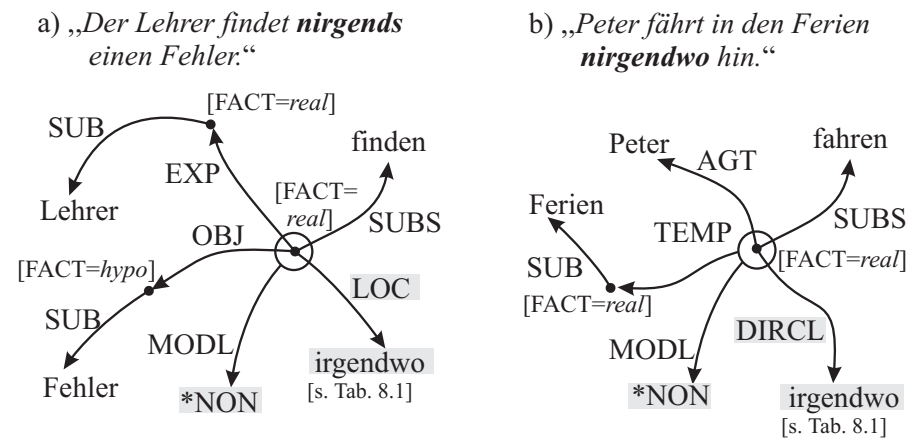 a) „Der Lehrer findet nirgends
einen Fehler.“
[FACT=real]
SUB
EXP
finden
Lehrer
[FACT=
real]
SUBS
OBJ
[FACT=hypo]
LOC
SUB
MODL
Fehler
*NON
irgendwo
[s. Tab. 8.1]
b) „Peter fährt in den Ferien
nirgendwo hin.“
Peter
AGT
fahren
Ferien
TEMP
SUBS
SUB
[FACT=real]
[FACT=real]
DIRCL
MODL
*NON
irgendwo
[s. Tab. 8.1]